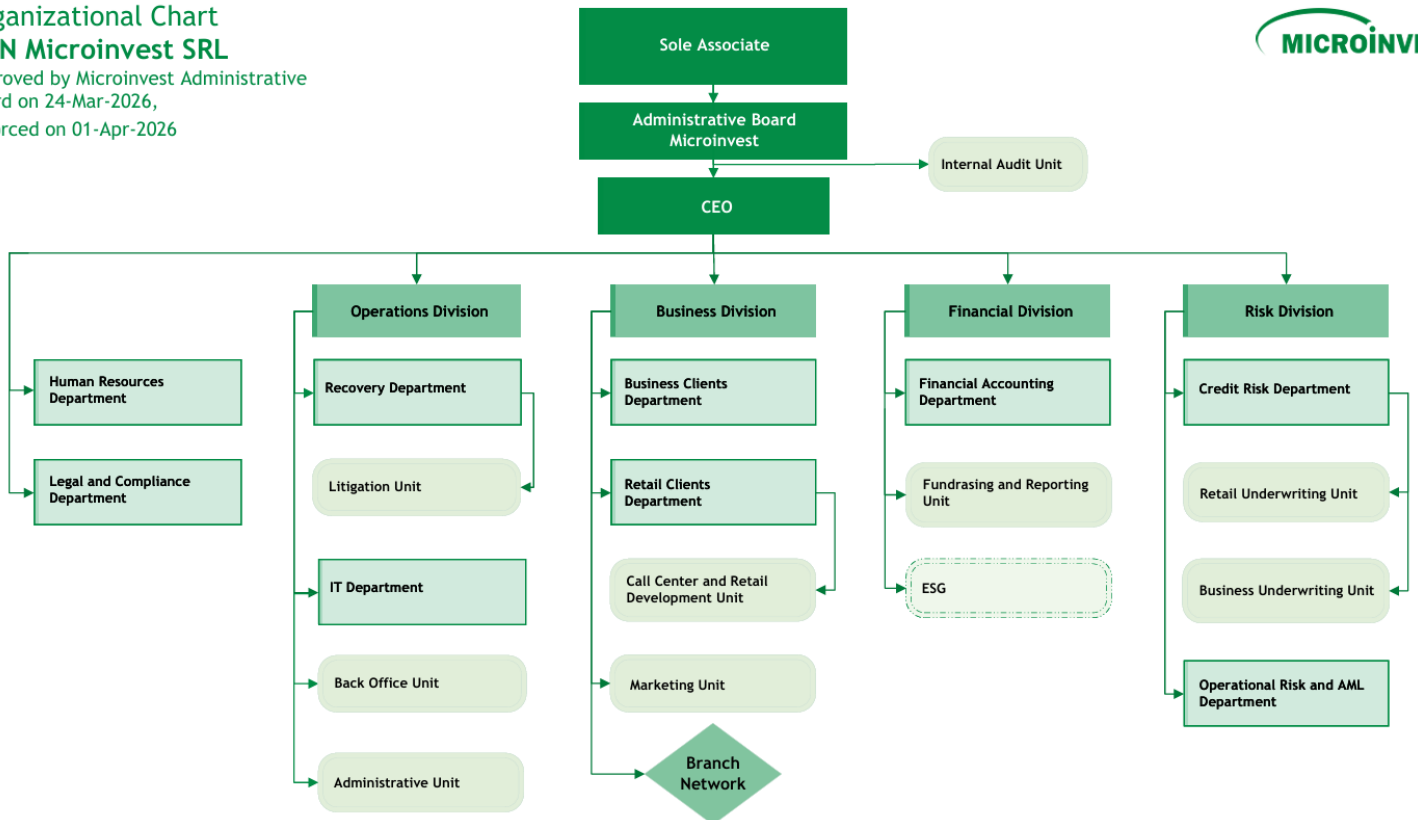 ganizational Chart
N Microinvest SRL
roved by Microinvest Administrative
rd on 24-Mar-2026,
orced on 01-Apr-2026
MICROINVE
Sole Associate
Administrative Board
Microinvest
Internal Audit Unit
CEO
Operations Division
Business Division
Financial Division
Risk Division
Human Resources
Department
Legal and Compliance
Department
Recovery Department
Litigation Unit
IT Department
Back Office Unit
Administrative Unit
Business Clients
Department
Retail Clients
Department
Call Center and Retail
Development Unit
Marketing Unit
Branch
Network
Financial Accounting
Department
Fundrasing and Reporting
Unit
ESG
Credit Risk Department
Retail Underwriting Unit
Business Underwriting Unit
Operational Risk and AML
Department